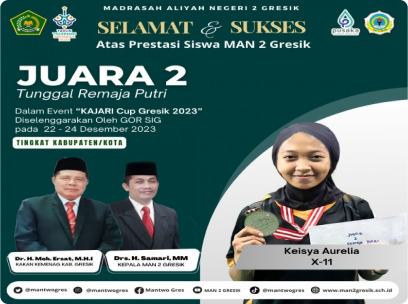 MADRASAH ALIYAH NEGERI 2 GRESIK
SELAMAT & SUKSES
Atas Prestasi Siswa MAN 2 Gresik
pusaka
JUARA 2
Tunggal Remaja Putri
Dalam Event "KAJARI Cup Gresik 2023"
Diselenggarakan Oleh GOR SIG
pada 22 - 24 Desember 2023
TINGKAT KABUPATEN/KOTA
Dr. H. Moh. Ersat, M.H.I
KAKAN KEMENAG KAB. GRESIK
Drs. H. Samari, MM
KEPALA MAN 2 GRESIK
Keisya Aurelia
X-11
@mantwogres
@mantwogres
Mantwo Gres
MAN 2 GRESIK
@mantwogres
www.man2gresik.sch.id